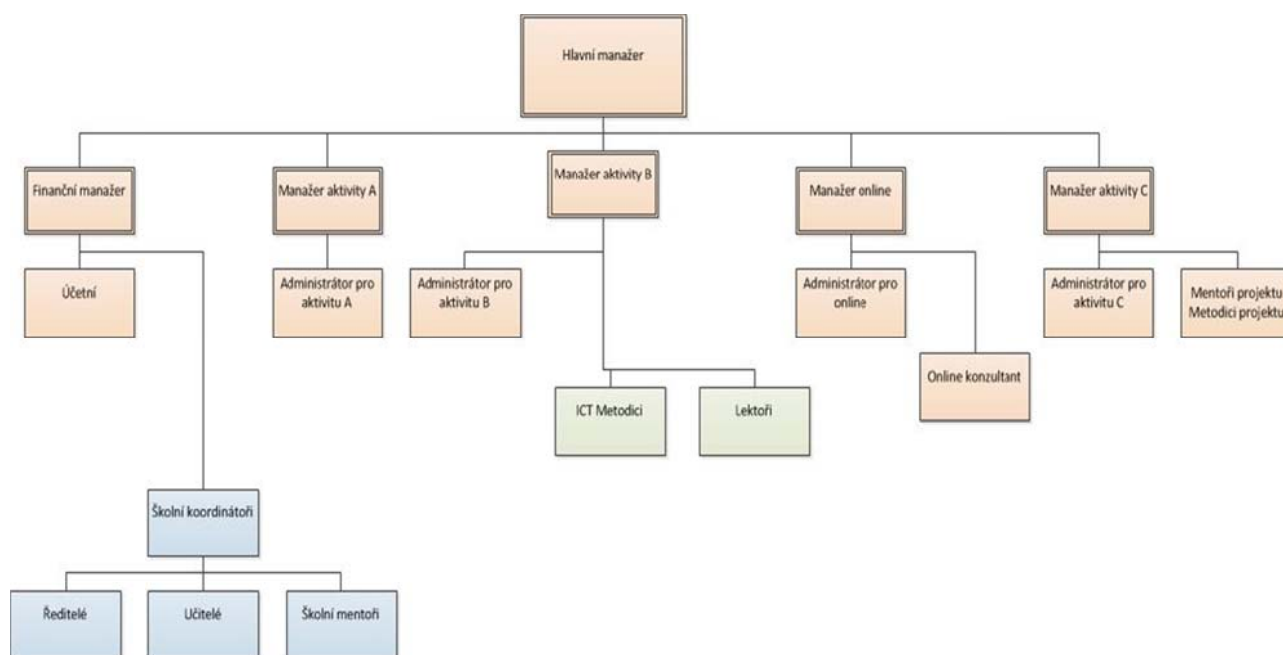 Hlavní manažer
Finanční manažer
Manažer aktivity A
Manažer aktivity B
Manažer online
Manažer aktivity C
Účetní
Administrátor pro
aktivitu A
Administrátor pro
aktivitu B
Administrátor pro
online
Administrátor pro
aktivitu C
Mentoři projektu
Metodici projektu
Online konzultant
ICT Metodici
Lektoři
Školní koordinátoři
Ředitelé
Učitelé
Školní mentoři